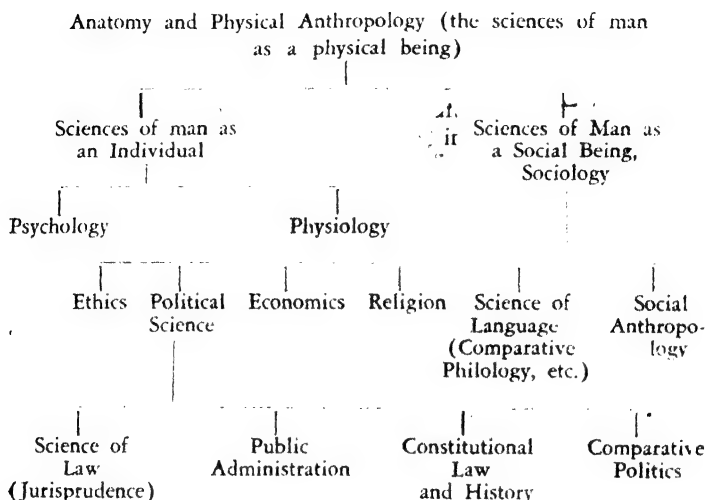 Anatomy and Physical Anthropology (the sciences of man
as a physical being)
Sciences of man as
an Individual
Sciences of Man as
a Social Being,
Sociology
Psychology
Physiology
Ethics
Political
Science
Economics
Religion
Science of
Language
(Comparative
Philology, etc.)
Social
Anthropo-
logy
Science of
Law
(Jurisprudence)
Public
Administration
Constitutional
Law
and History
Comparative
Politics